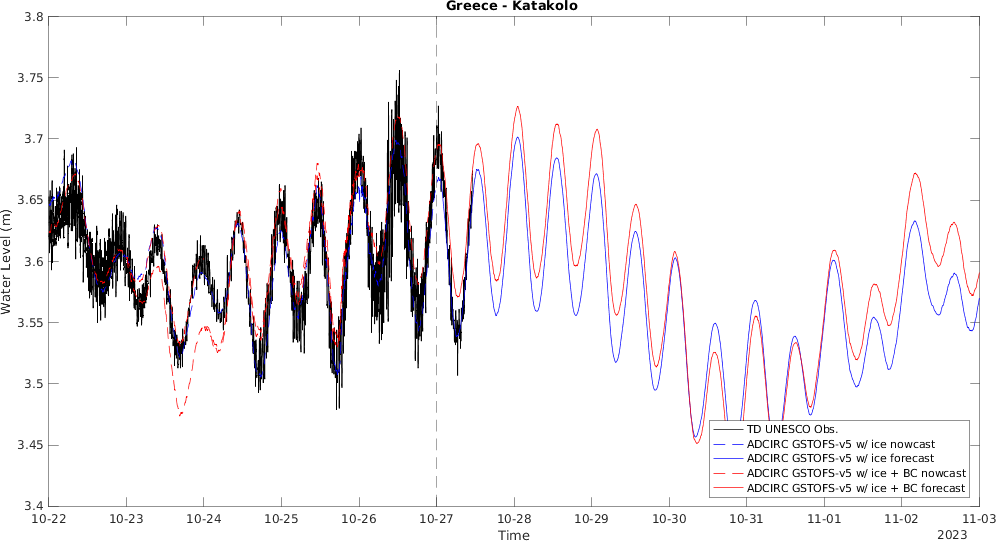 Greece - Katakolo
3.8
3.75
3.7
3.65
3.6
3.55
3.5
3.45
3.4
Water Level (m)
10-22 10-23 10-24 10-25 10-26 10-27 10-28 10-29 10-30 10-31 11-01 11-02 11-03
Time
2023
TD UNESCO Obs.
ADCIRC GSTOFS-v5 w/ ice nowcast
ADCIRC GSTOFS-v5 w/ ice forecast
ADCIRC GSTOFS-v5 w/ ice + BC nowcast
ADCIRC GSTOFS-v5 w/ ice + BC forecast